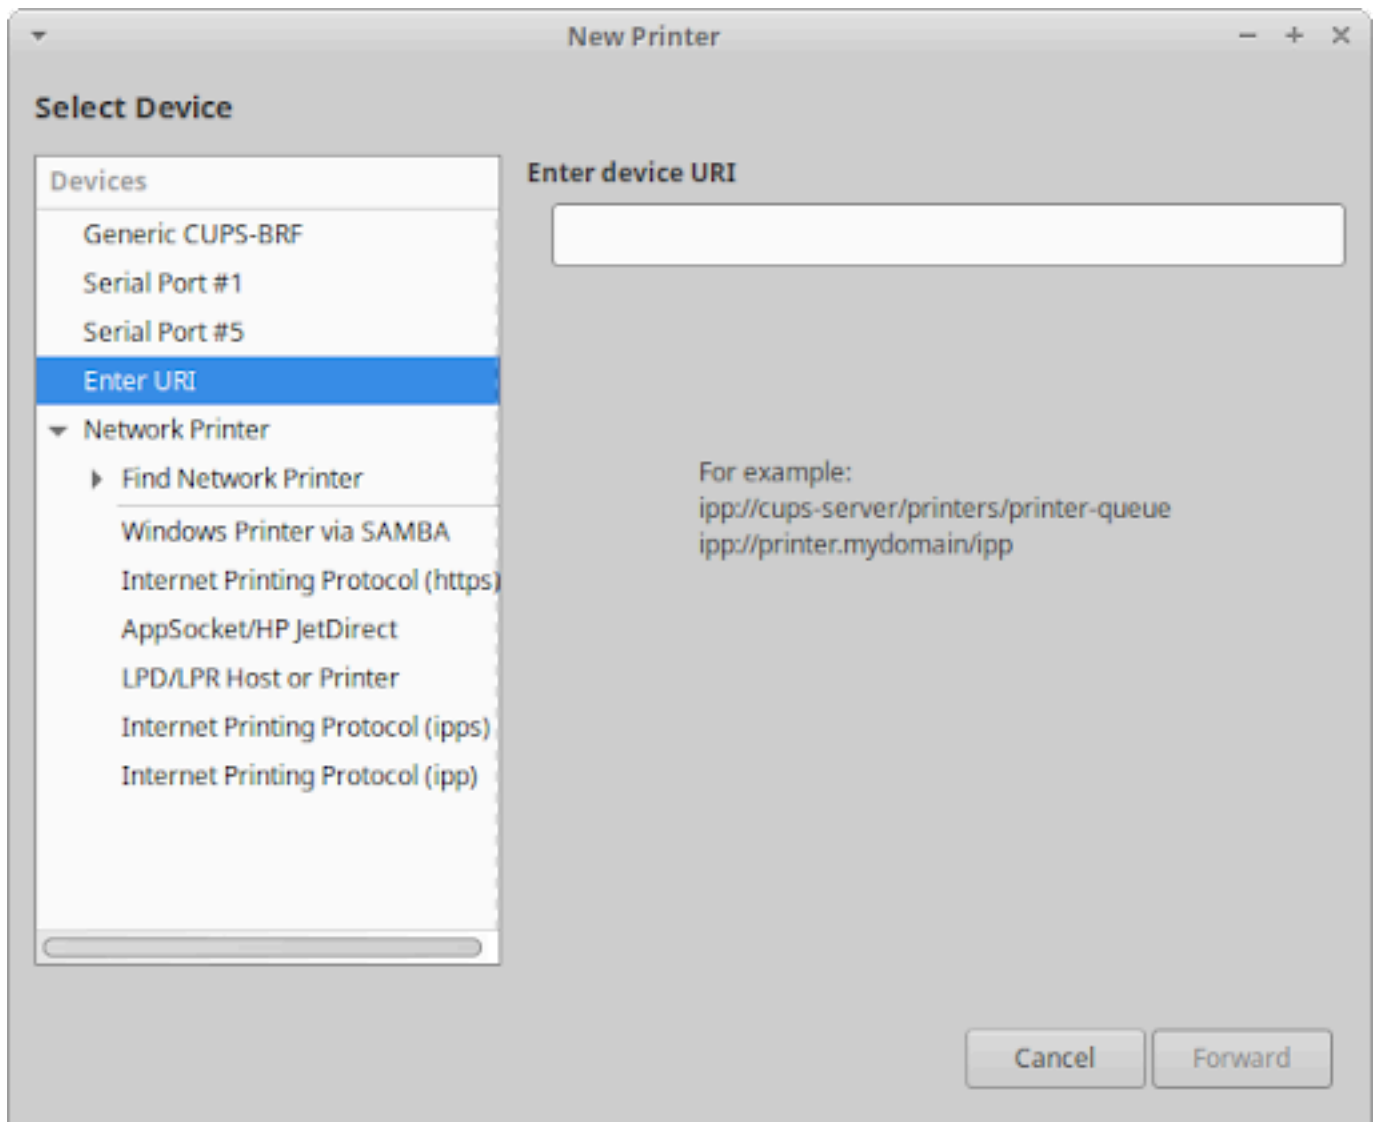 New Printer
Select Device
Devices
Generic CUPS-BRF
Serial Port #1
Serial Port #5
Enter URI
Network Printer
Find Network Printer
Windows Printer via SAMBA
Internet Printing Protocol (https)
AppSocket/HP JetDirect
LPD/LPR Host or Printer
Internet Printing Protocol (ipps)
Internet Printing Protocol (ipp)
Enter device URI
For example:
ipp://cups-server/printers/printer-queue
ipp://printer.mydomain/ipp
Cancel
Forward